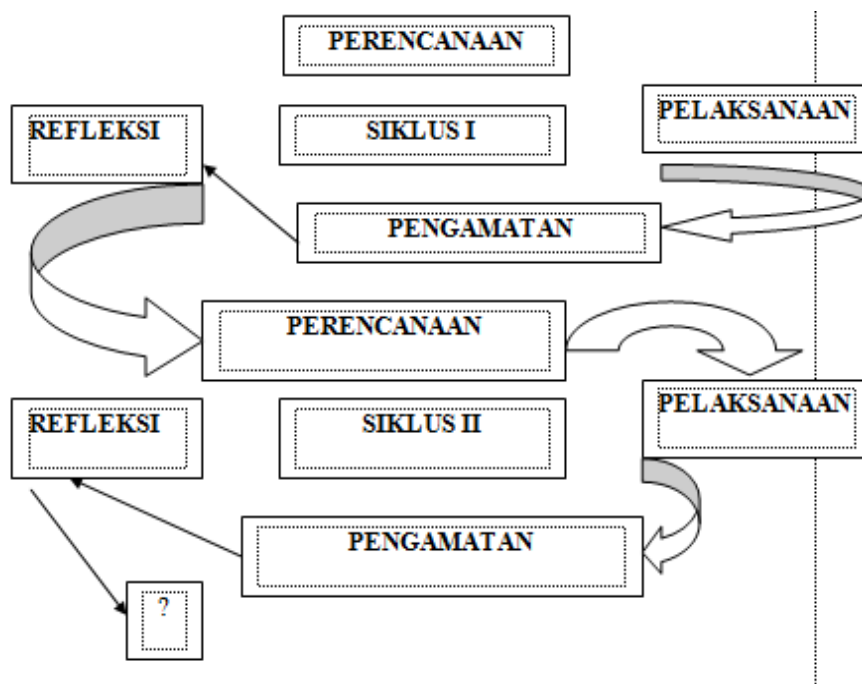 PERENCANAAN
PELAKSANAAN
REFLEKSI
SIKLUS I
PENGAMATAN
PERENCANAAN
PELAKSANAAN
REFLEKSI
SIKLUS II
PENGAMATAN
?